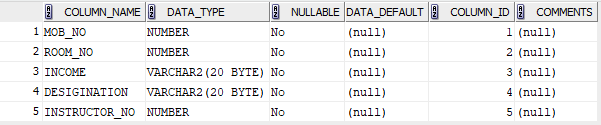 COLUMN_NAME DATA_TYPE NULLABLE DATA_DEFAULT COLUMN_ID COMMENTS
1 MOB_NO NUMBER No (null) 1 (null)
2 ROOM_NO NUMBER No (null) 2 (null)
3 INCOME VARCHAR2(20 BYTE) No (null) 3 (null)
4 DESIGINATION VARCHAR2(20 BYTE) No (null) 4 (null)
5 INSTRUCTOR_NO NUMBER No (null) 5 (null)